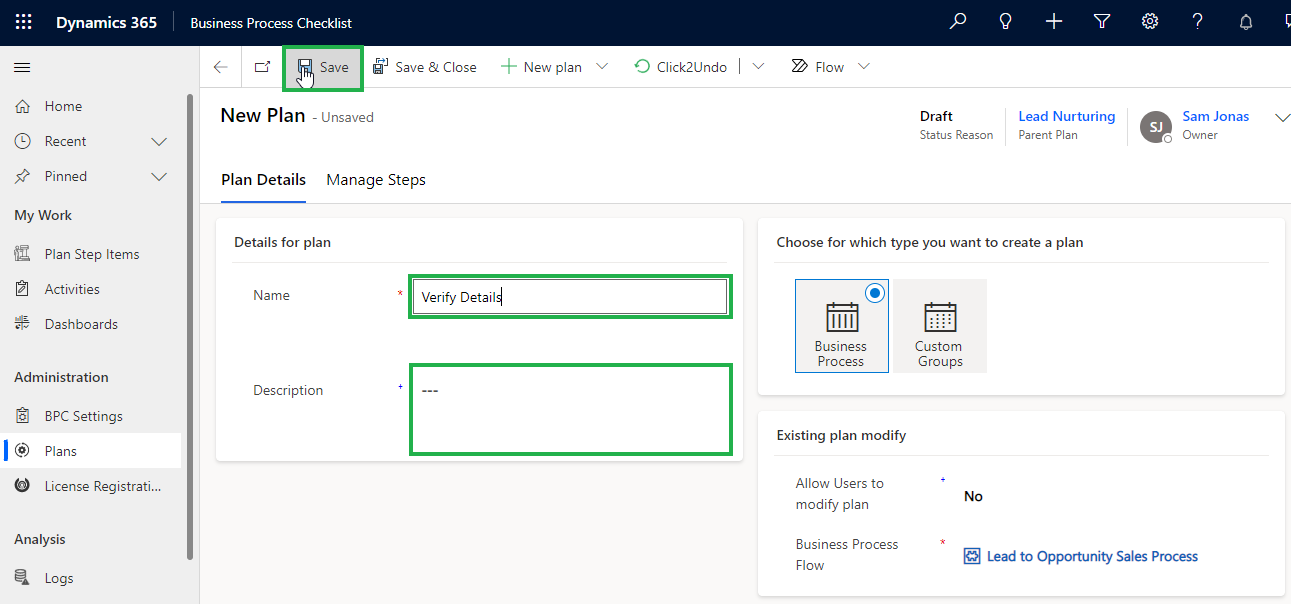 Dynamics 365
Business Process Checklist
Save
Save & Close
New plan
Click2Undo
Flow
Home
Recent
Pinned
My Work
Plan Step Items
Activities
Dashboards
Administration
BPC Settings
Plans
License Registrati...
Analysis
Logs
New Plan - Unsaved
Draft
Status Reason
Lead Nurturing
Parent Plan
SJ
Sam Jonas
Owner
Plan Details
Manage Steps
Details for plan
Name *
Verify Details
Description +
---
Choose for which type you want to create a plan
Business
Process
Custom
Groups
Existing plan modify
Allow Users to
modify plan
+
No
Business Process
Flow
*
Lead to Opportunity Sales Process